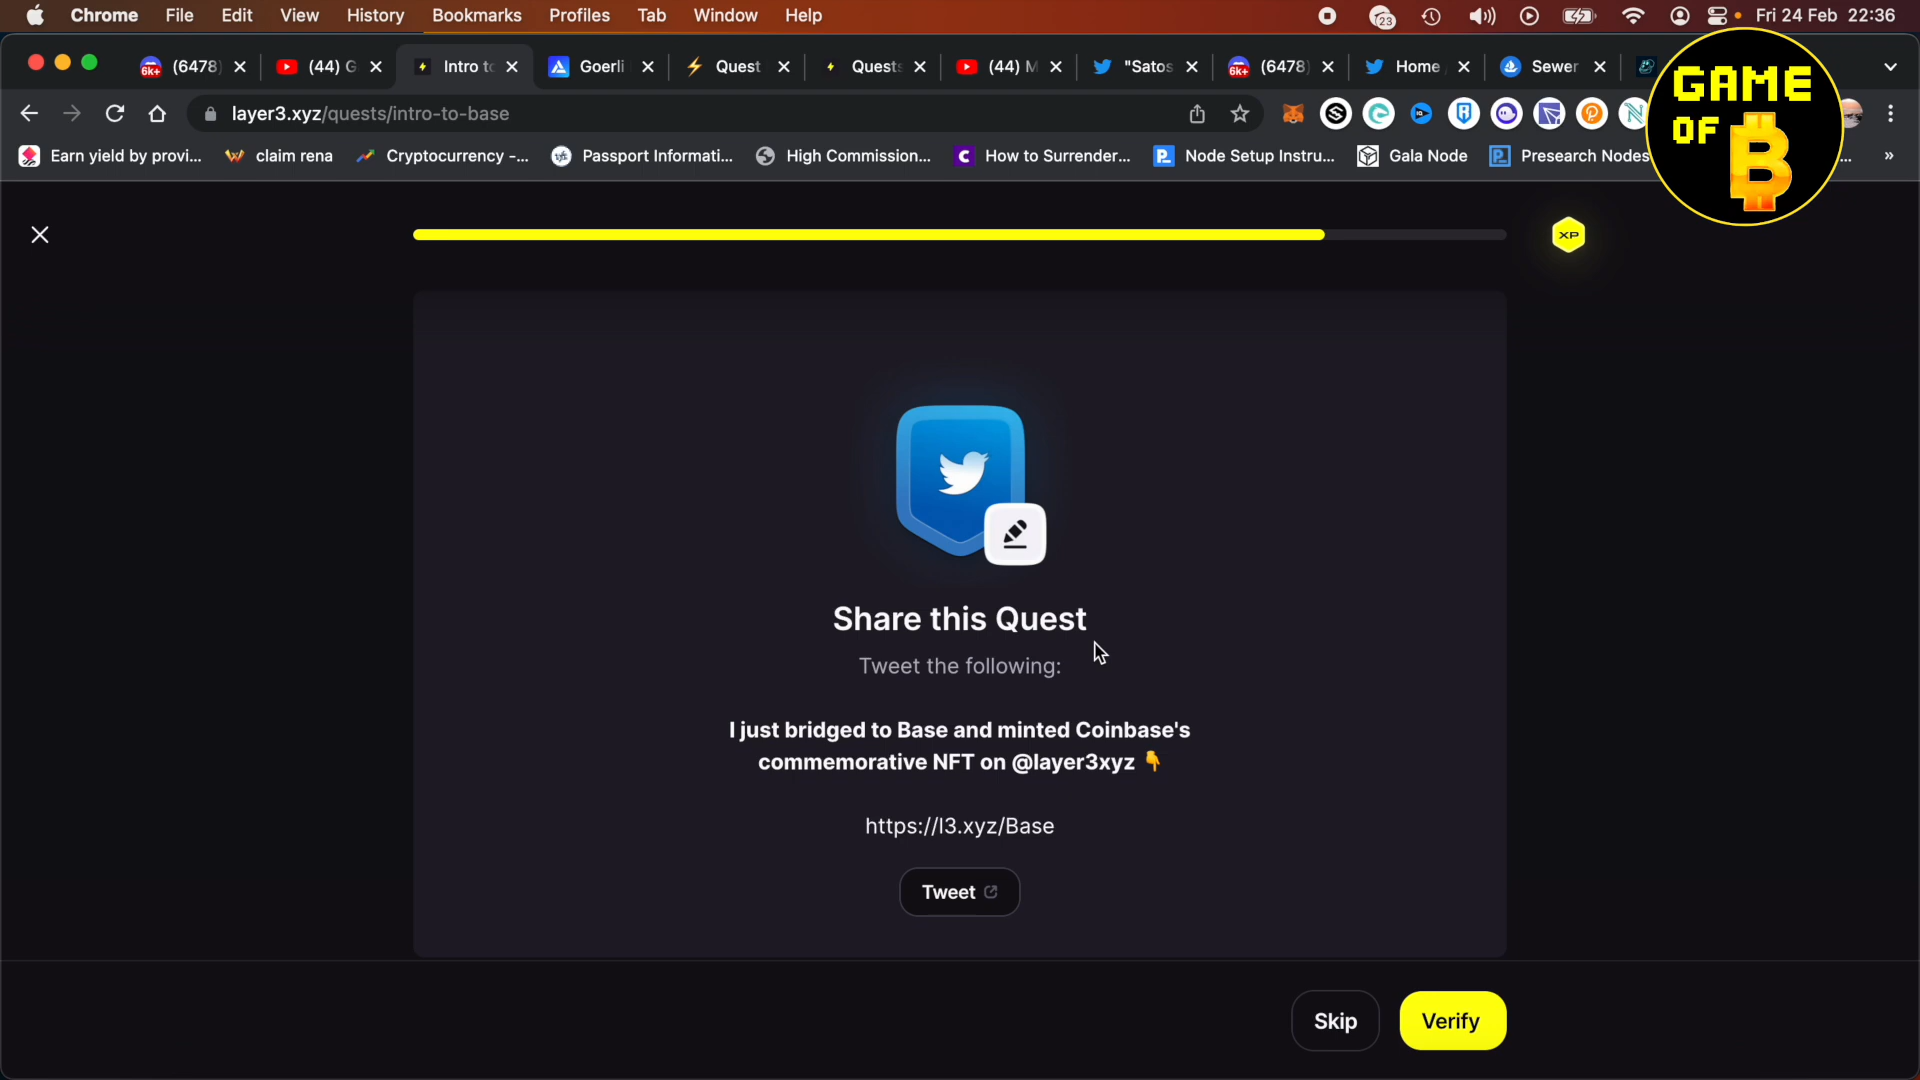 Chrome File Edit View History Bookmarks Profiles Tab Window Help 23 Fri 24 Feb 22:36
6k+ (6478) (44) G Intro to Goerli Quest Quests (44) M "Satos 6k+ (6478) Home Sewer
layer3.xyz/quests/intro-to-base
Earn yield by provi... claim rena Cryptocurrency -... Passport Informati... High Commission... How to Surrender... Node Setup Instru... Gala Node Presearch Nodes
GAME
OF B
XP
Share this Quest
Tweet the following:
I just bridged to Base and minted Coinbase's
commemorative NFT on @layer3xyz 👇
https://l3.xyz/Base
Tweet
Skip Verify